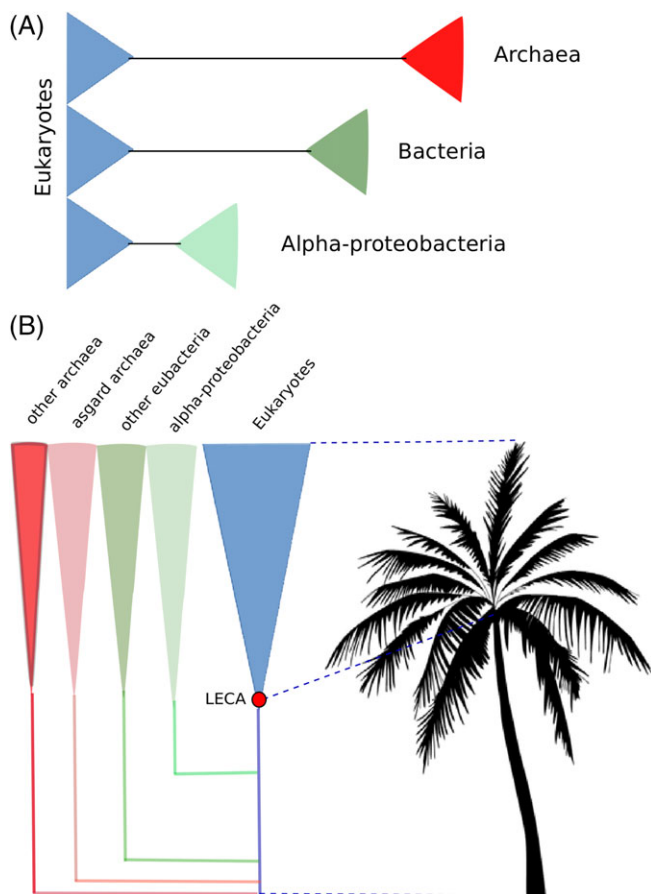 (A)
Archaea
Eukaryotes
Bacteria
Alpha-proteobacteria
(B)
other archaea
asgard archaea
other eubacteria
alpha-proteobacteria
Eukaryotes
LECA